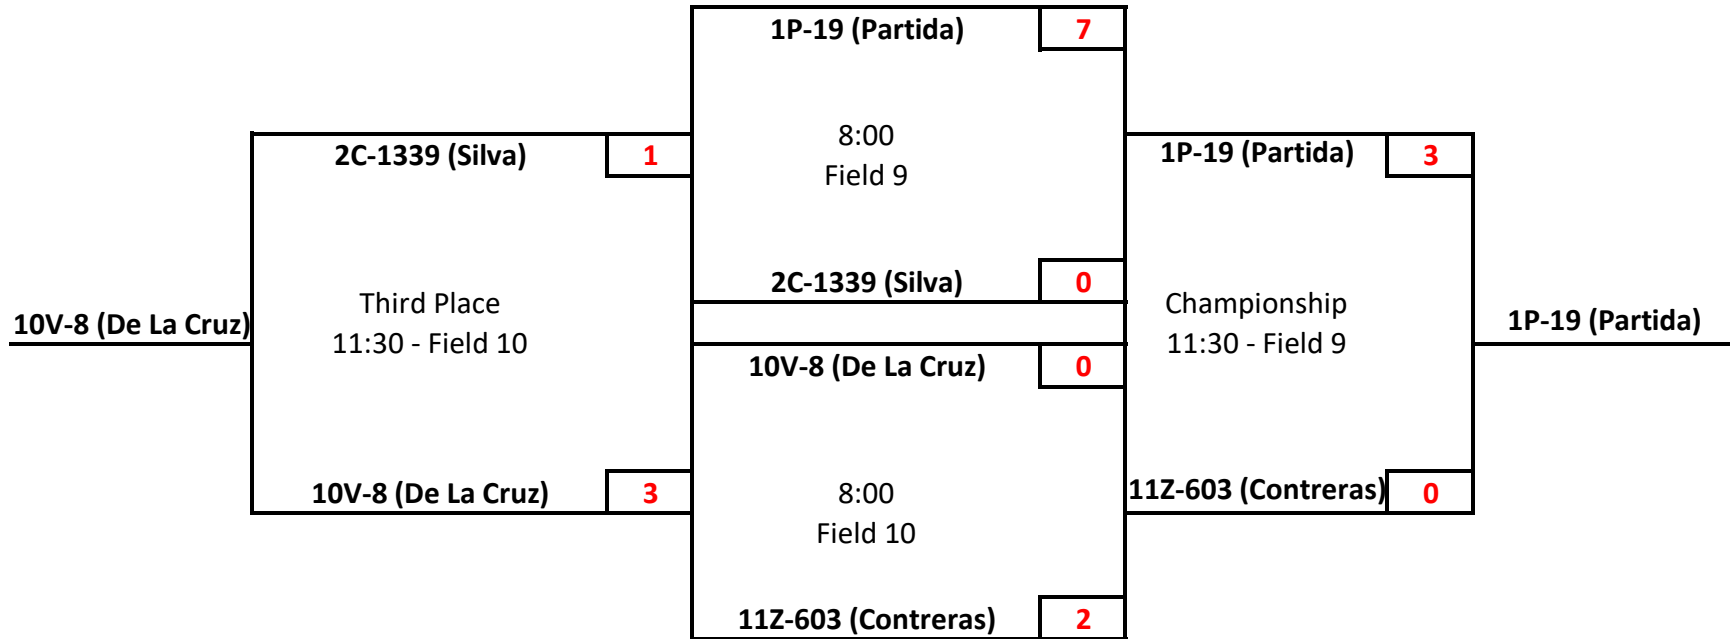 1P-19 (Partida) 7
8:00
Field 9
2C-1339 (Silva) 0
2C-1339 (Silva) 1
Third Place
11:30 - Field 10
10V-8 (De La Cruz)
10V-8 (De La Cruz) 3
10V-8 (De La Cruz) 0
8:00
Field 10
11Z-603 (Contreras) 2
1P-19 (Partida) 3
Championship
11:30 - Field 9
11Z-603 (Contreras) 0
1P-19 (Partida)